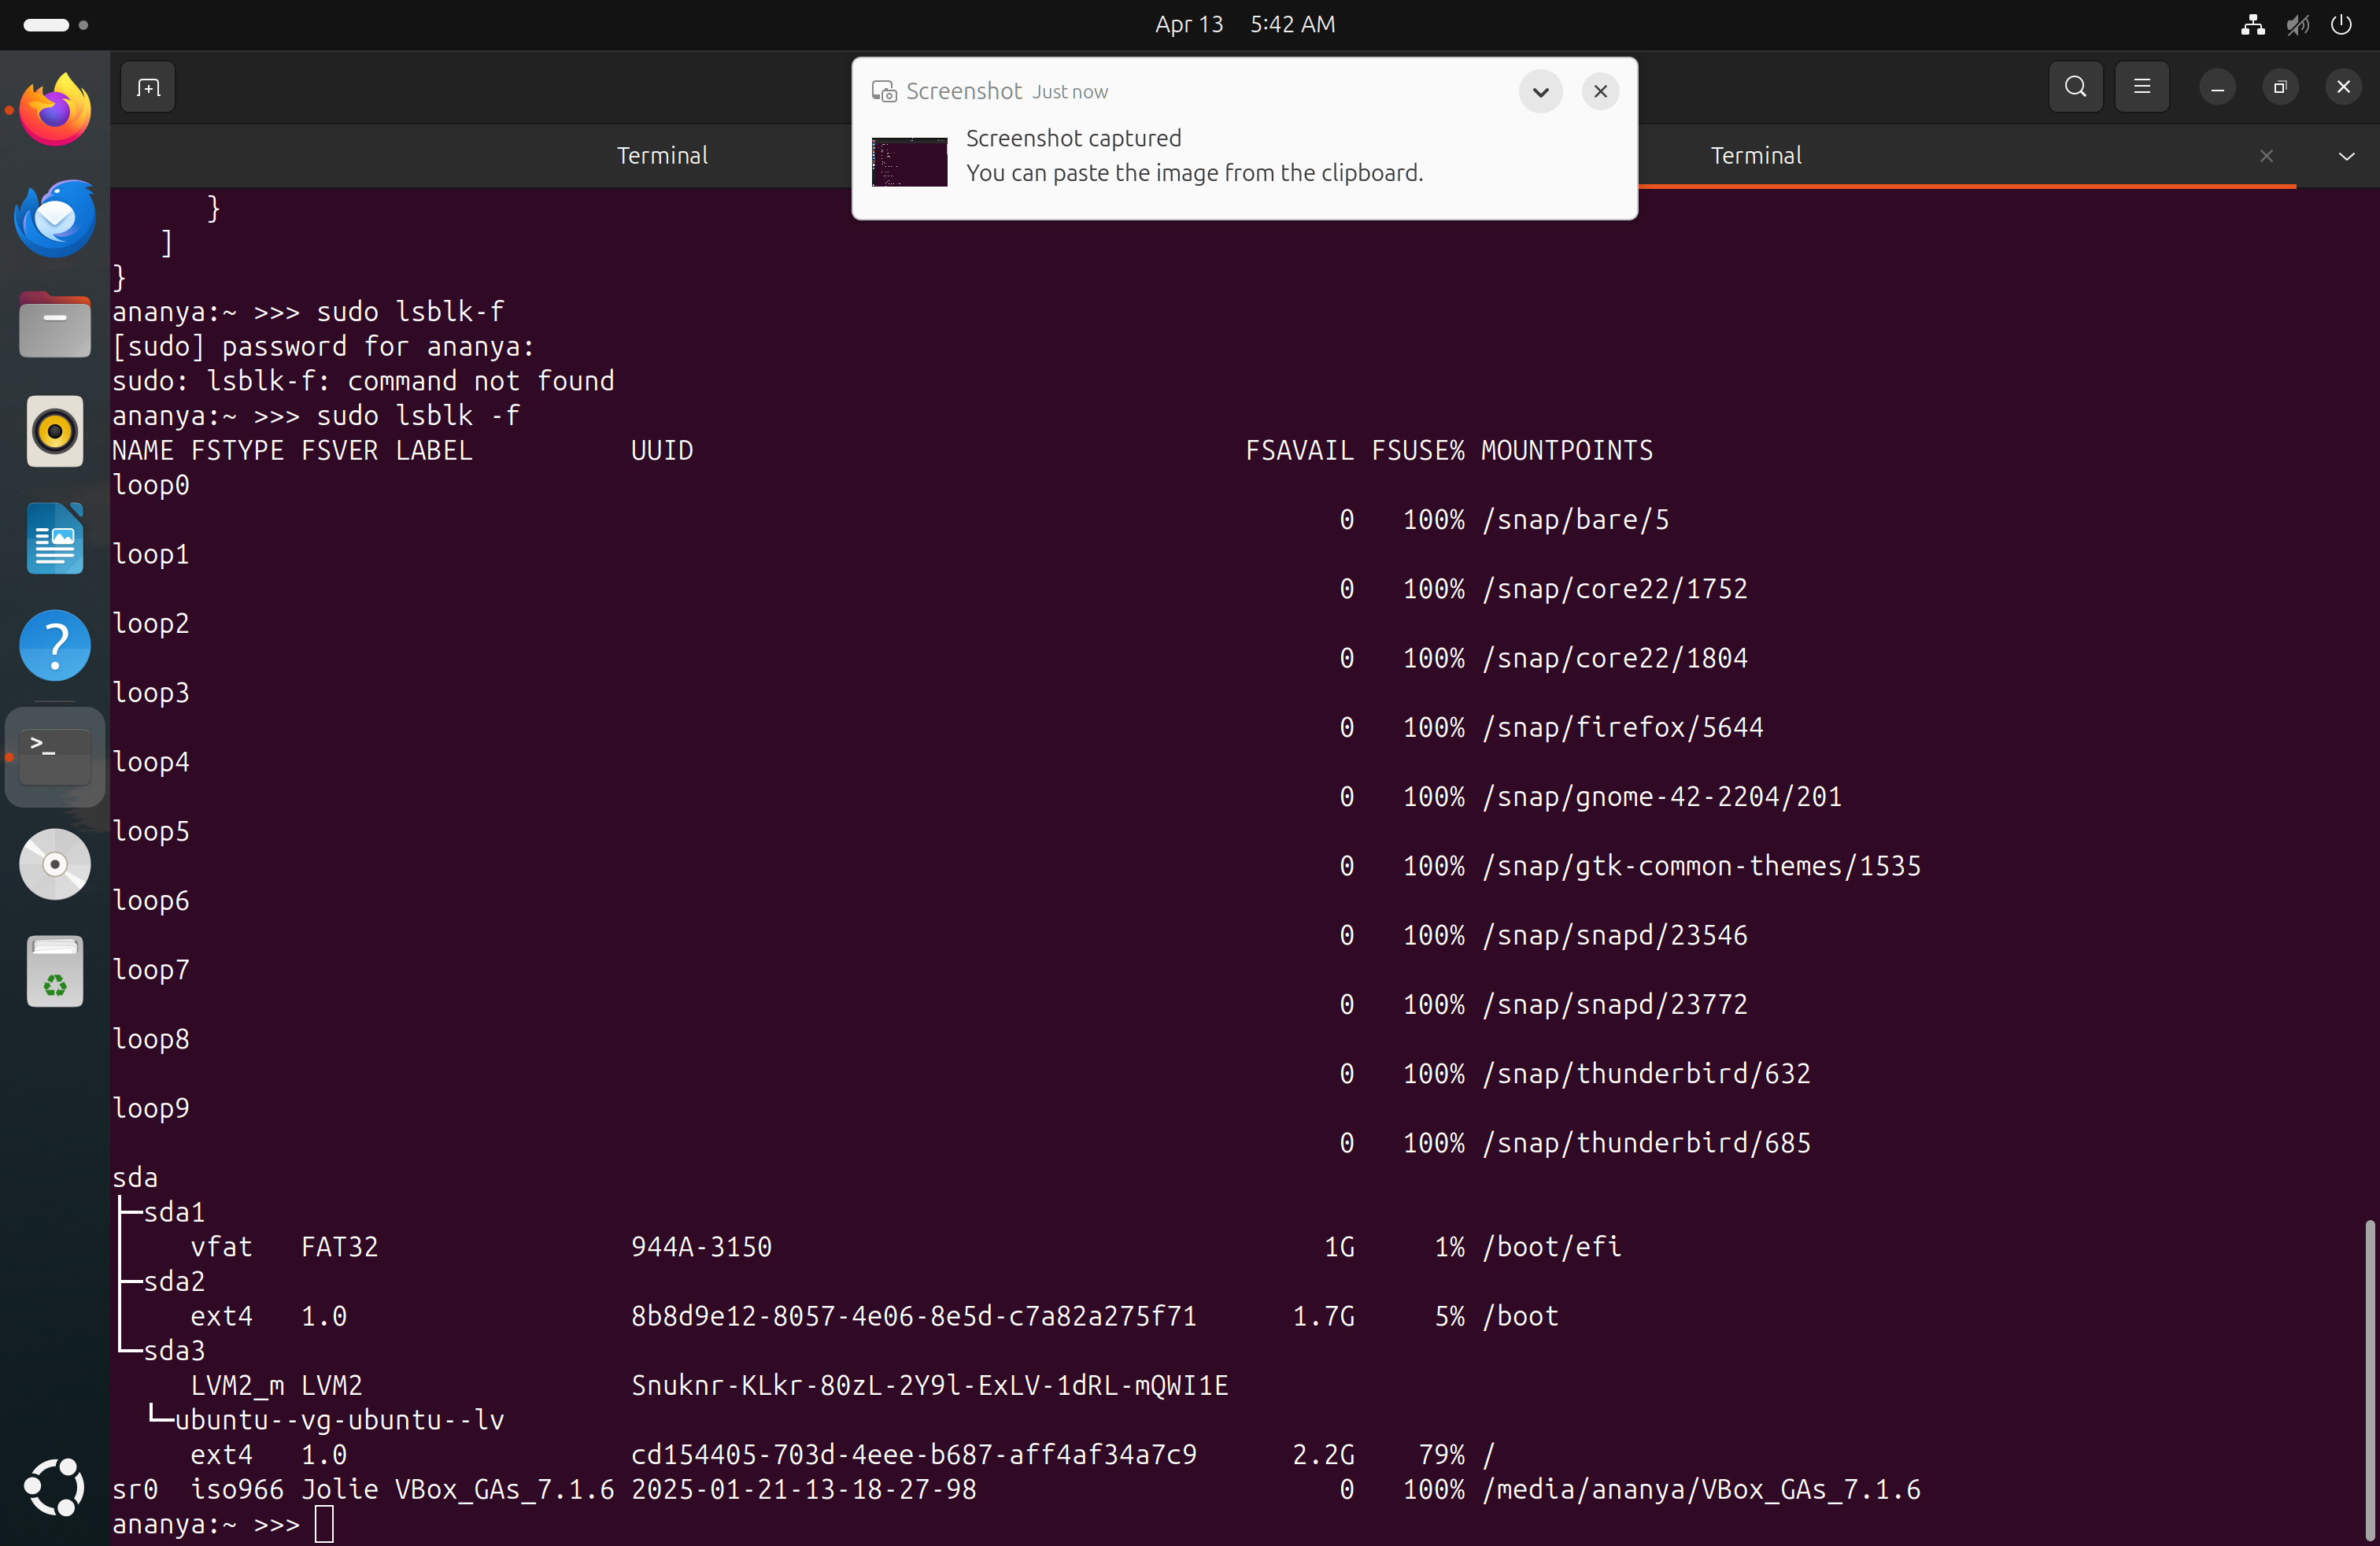 Apr 13 5:42 AM
Screenshot Just now
Screenshot captured
You can paste the image from the clipboard.
Terminal Terminal
}
]
}
ananya:~ >>> sudo lsblk-f
[sudo] password for ananya:
sudo: lsblk-f: command not found
ananya:~ >>> sudo lsblk -f
NAME FSTYPE FSVER LABEL UUID FSAVAIL FSUSE% MOUNTPOINTS
loop0
0 100% /snap/bare/5
loop1
0 100% /snap/core22/1752
loop2
0 100% /snap/core22/1804
loop3
0 100% /snap/firefox/5644
loop4
0 100% /snap/gnome-42-2204/201
loop5
0 100% /snap/gtk-common-themes/1535
loop6
0 100% /snap/snapd/23546
loop7
0 100% /snap/snapd/23772
loop8
0 100% /snap/thunderbird/632
loop9
0 100% /snap/thunderbird/685
sda
├─sda1
│ vfat FAT32 944A-3150 1G 1% /boot/efi
├─sda2
│ ext4 1.0 8b8d9e12-8057-4e06-8e5d-c7a82a275f71 1.7G 5% /boot
└─sda3
LVM2_m LVM2 Snuknr-KLkr-80zL-2Y9l-ExLV-1dRL-mQWI1E
└─ubuntu--vg-ubuntu--lv
ext4 1.0 cd154405-703d-4eee-b687-aff4af34a7c9 2.2G 79% /
sr0 iso966 Jolie VBox_GAs_7.1.6 2025-01-21-13-18-27-98 0 100% /media/ananya/VBox_GAs_7.1.6
ananya:~ >>>